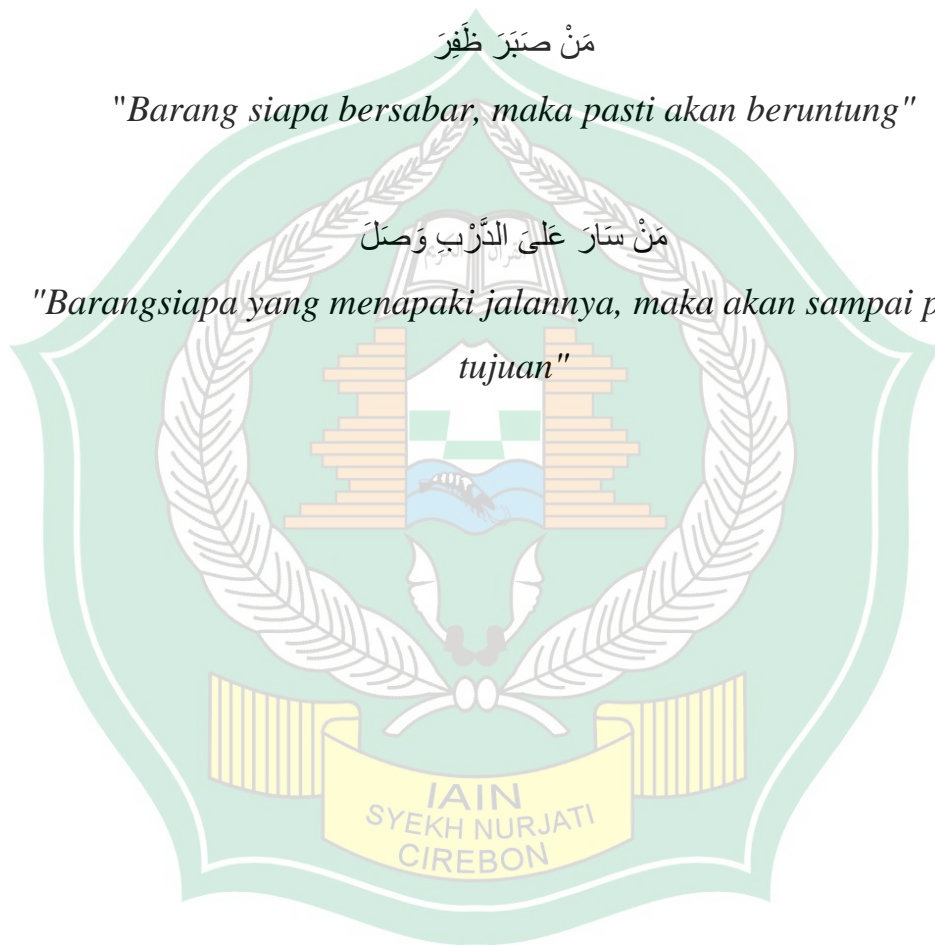 مَنْ صَبَرَ ظَفِرَ
"Barang siapa bersabar, maka pasti akan beruntung"
مَنْ سَارَ عَلىَ الدَّرْبِ وَصَلَ
"Barangsiapa yang menapaki jalannya, maka akan sampai p
tujuan"
IAIN
SYEKH NURJATI
CIREBON